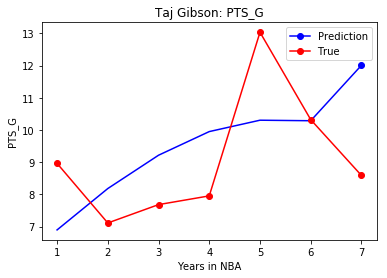 Taj Gibson: PTS_G
Prediction
True
PTS_G
13
12
11
10
9
8
7
1 2 3 4 5 6 7
Years in NBA